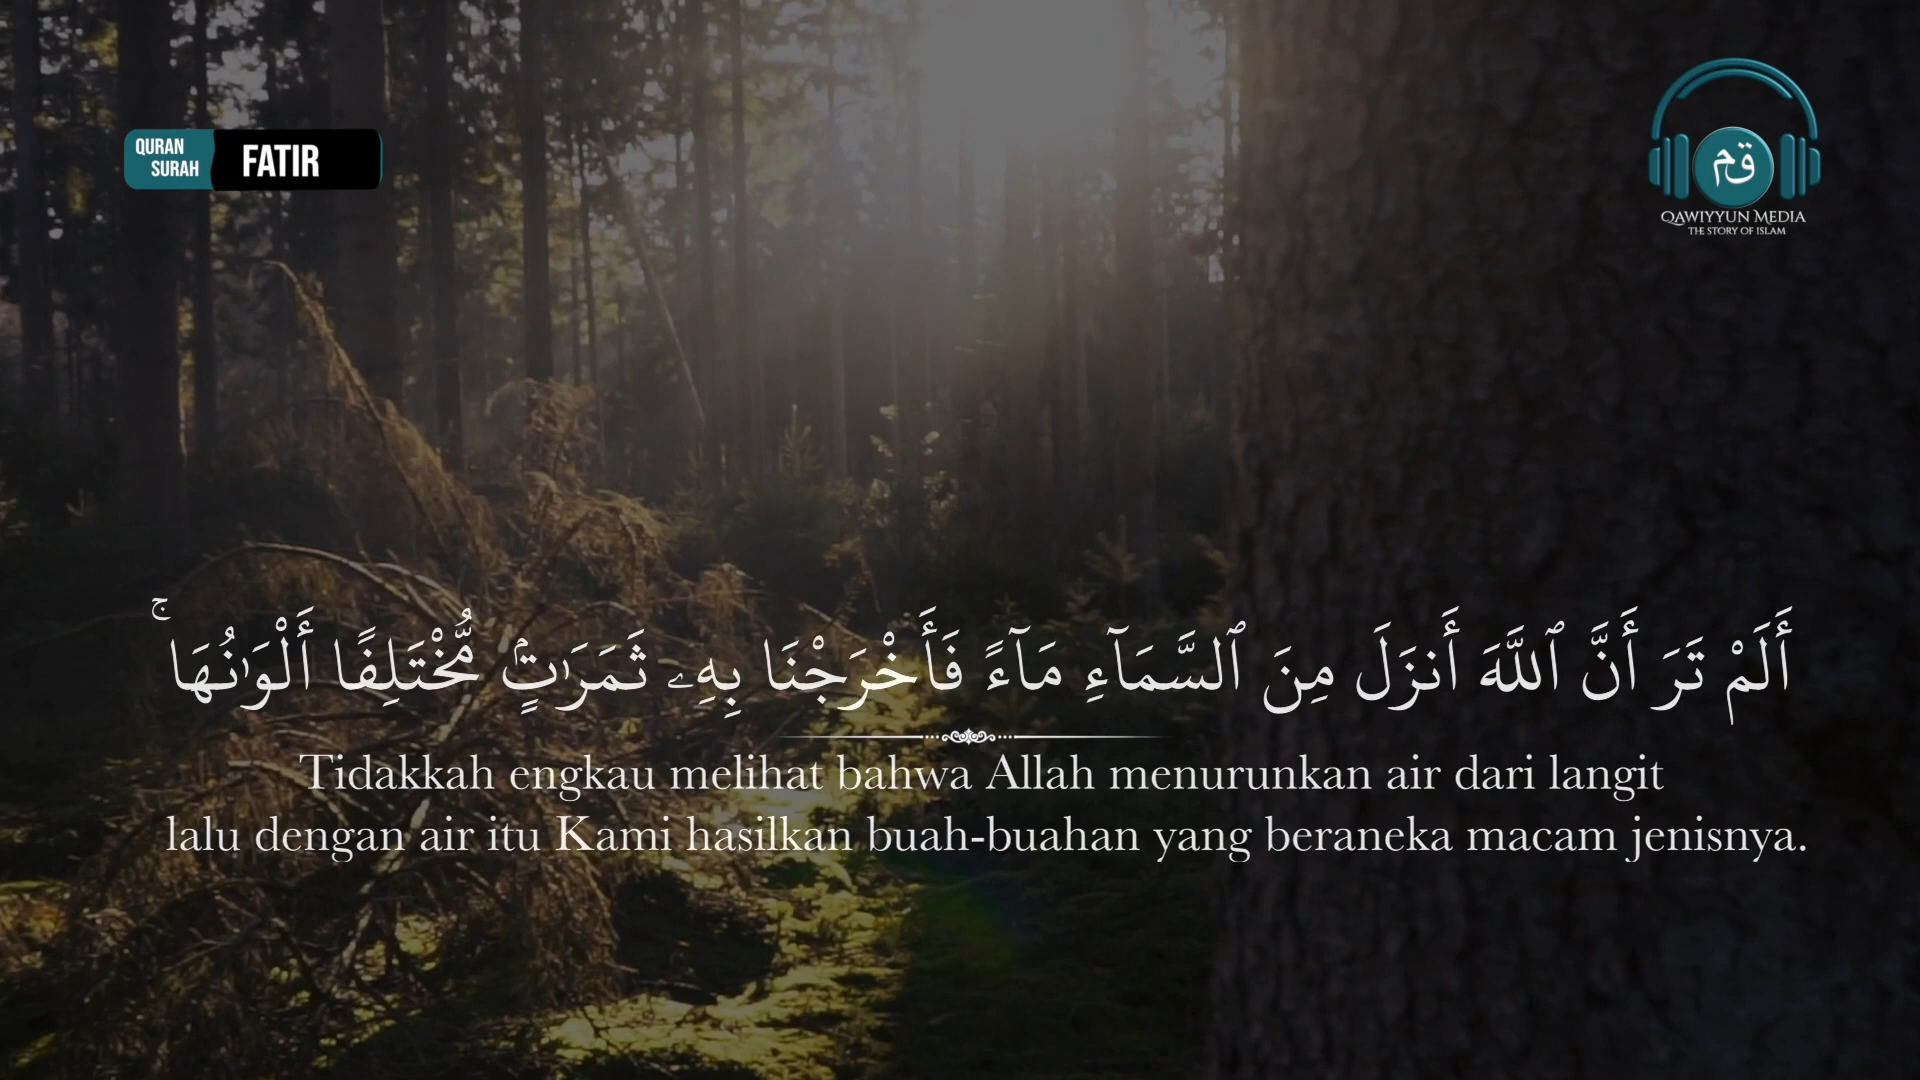 QURAN
SURAH
FATIR
قم
QAWIYYUN MEDIA
THE STORY OF ISLAM
أَلَمْ تَرَ أَنَّ ٱللَّهَ أَنزَلَ مِنَ ٱلسَّمَآءِ مَآءً فَأَخْرَجْنَا بِهِۦ ثَمَرَٰتٍۢ مُّخْتَلِفًا أَلْوَٰنُهَا ۚ
Tidakkah engkau melihat bahwa Allah menurunkan air dari langit
lalu dengan air itu Kami hasilkan buah-buahan yang beraneka macam jenisnya.